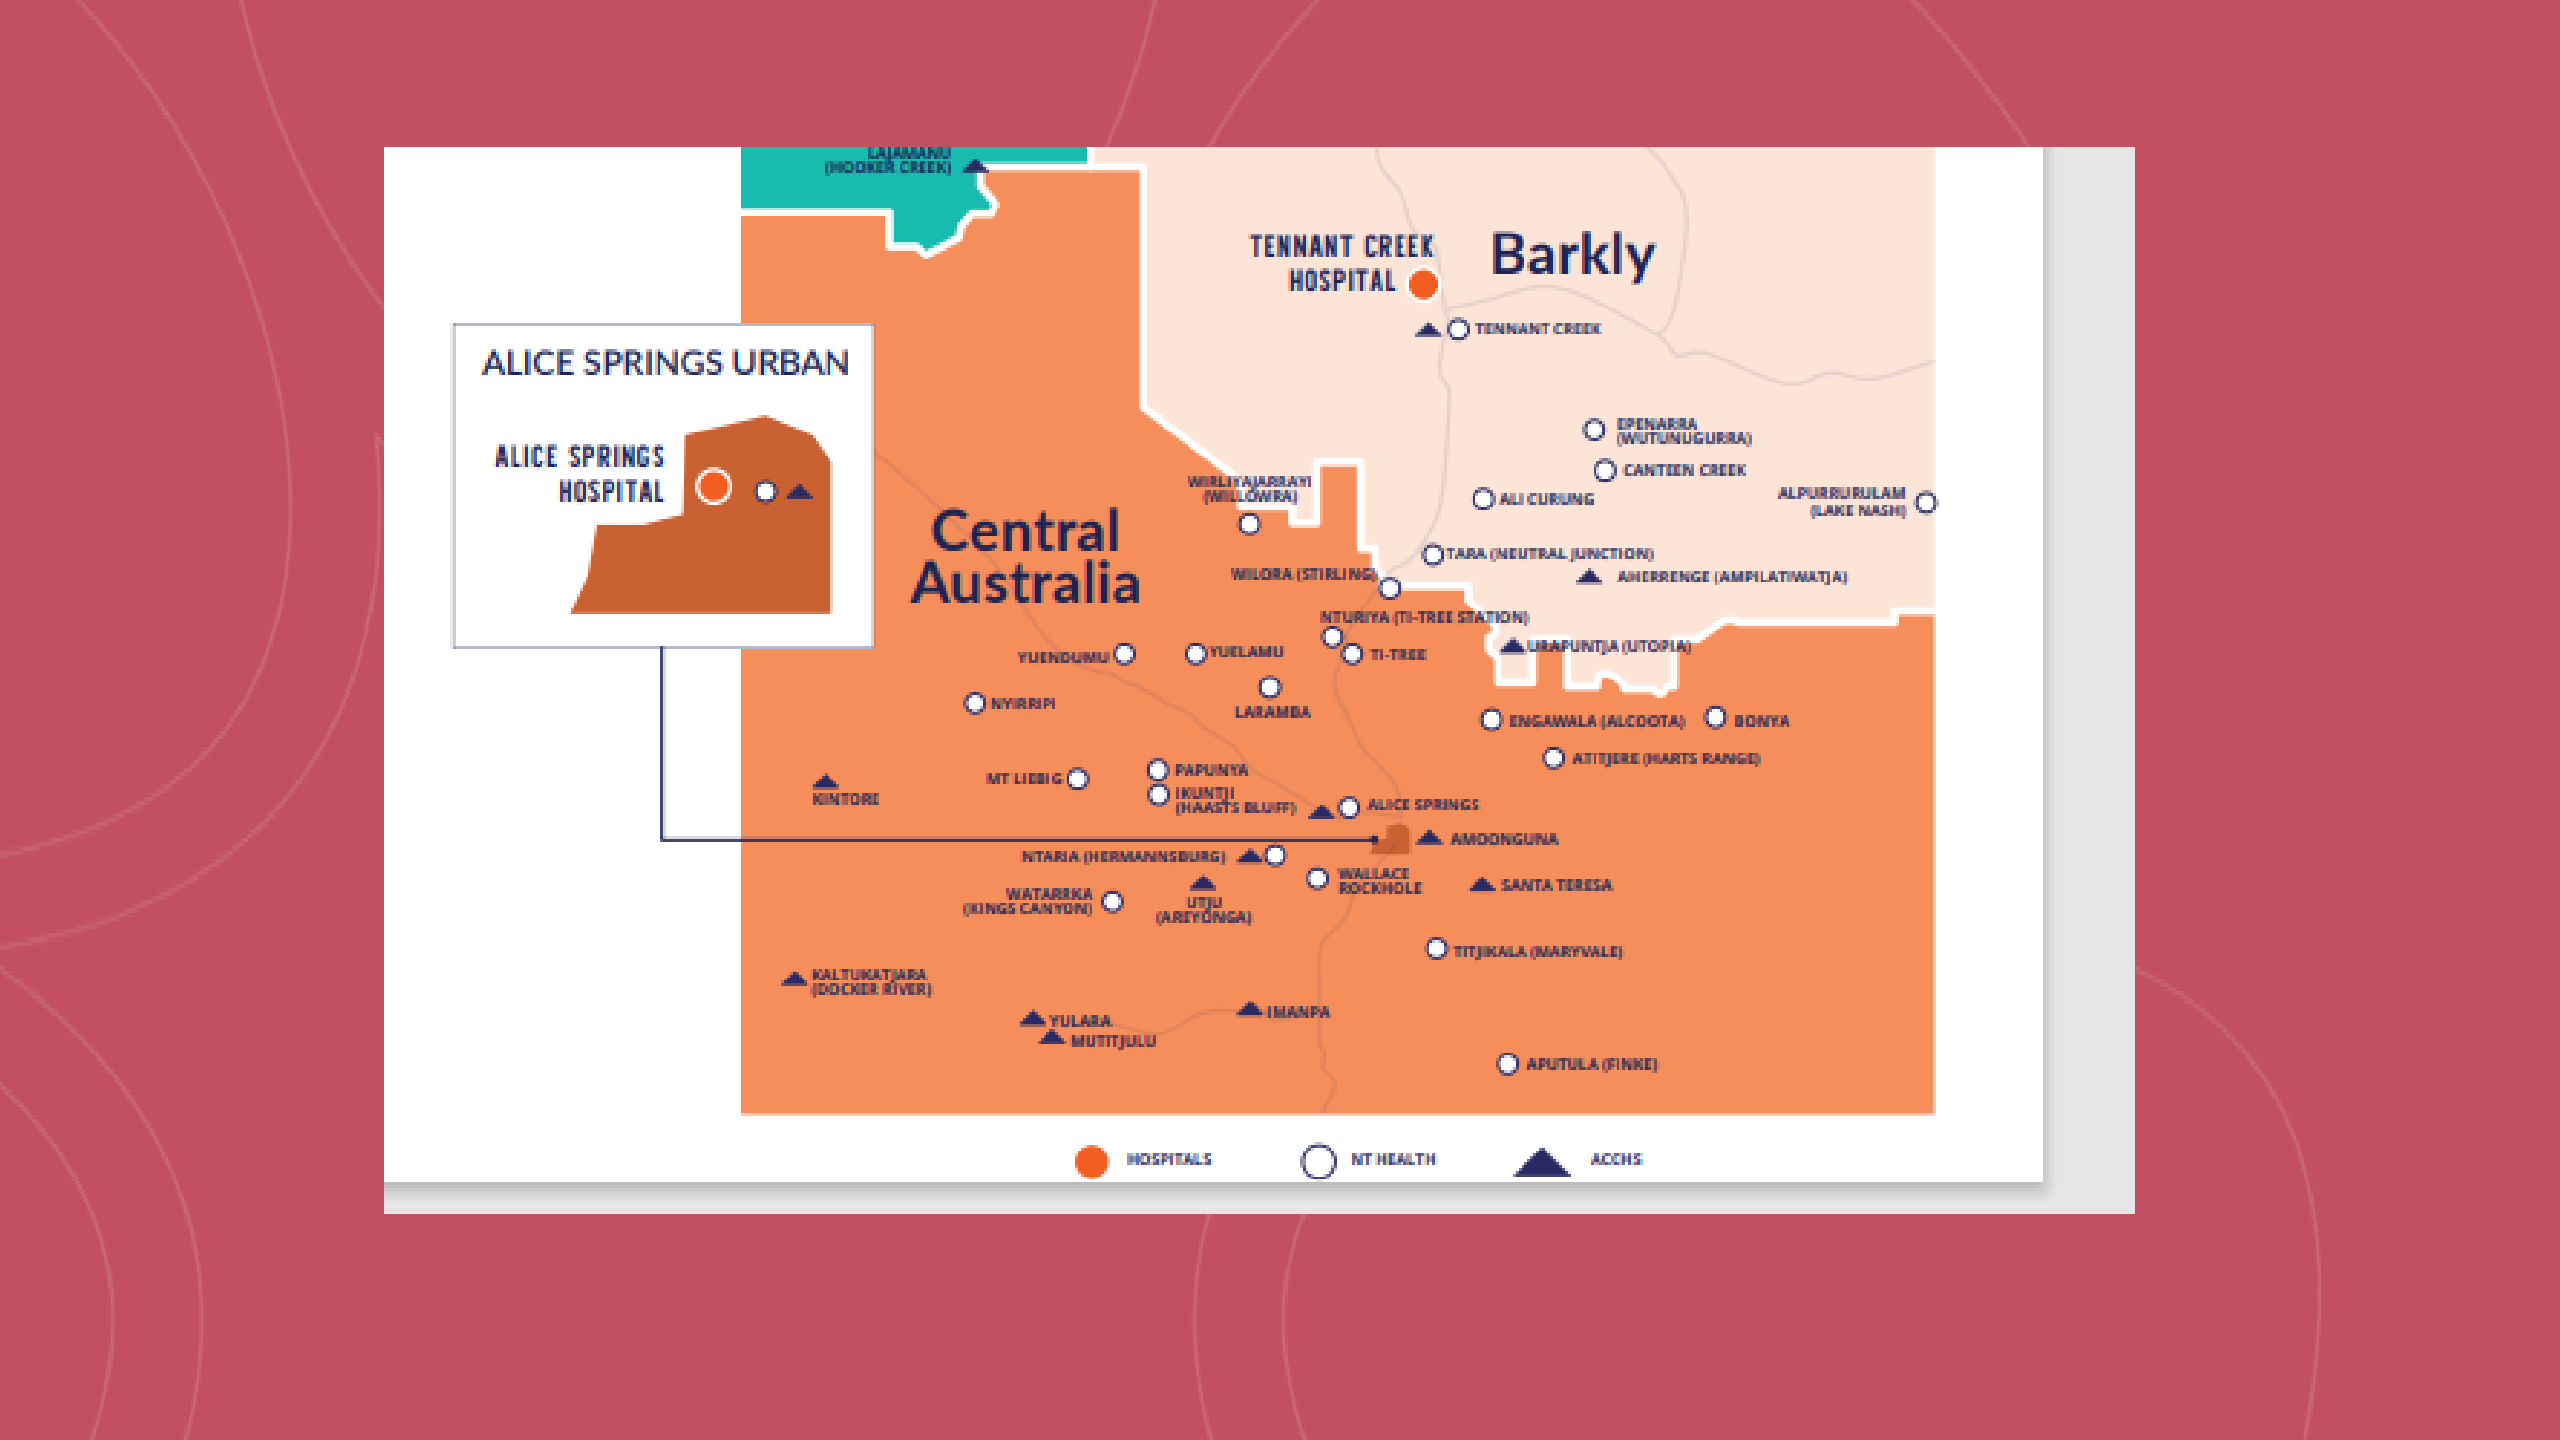 LAJAMANU
(HOOKER CREEK)
TENNANT CREEK
HOSPITAL
Barkly
TENNANT CREEK
ALICE SPRINGS URBAN
ALICE SPRINGS
HOSPITAL
EPENARRA
(WUTUNUGURRA)
CANTEEN CREEK
WIRLIYAJARRAYI
(WILLOWRA)
ALI CURUNG
ALPURRURULAM
(LAKE NASH)
Central
Australia
TARA (NEUTRAL JUNCTION)
WILORA (STIRLING)
AHERRENGE (AMPILATIWATJA)
NTURIYA (TI-TREE STATION)
YUENDUMU
YUELAMU
TI-TREE
URAPUNTJA (UTOPIA)
NYIRRIPI
LARAMBA
ENGAWALA (ALCOOTA)
BONYA
ATITJERE (HARTS RANGE)
KINTORE
MT LIEBIG
PAPUNYA
IKUNTJI
(HAASTS BLUFF)
ALICE SPRINGS
AMOONGUNA
NTARIA (HERMANNSBURG)
WALLACE
ROCKHOLE
SANTA TERESA
WATARRKA
(KINGS CANYON)
UTJU
(AREYONGA)
TITJIKALA (MARYVALE)
KALTUKATJARA
(DOCKER RIVER)
YULARA
MUTITJULU
IMANPA
APUTULA (FINKE)
HOSPITALS
NT HEALTH
ACCHS